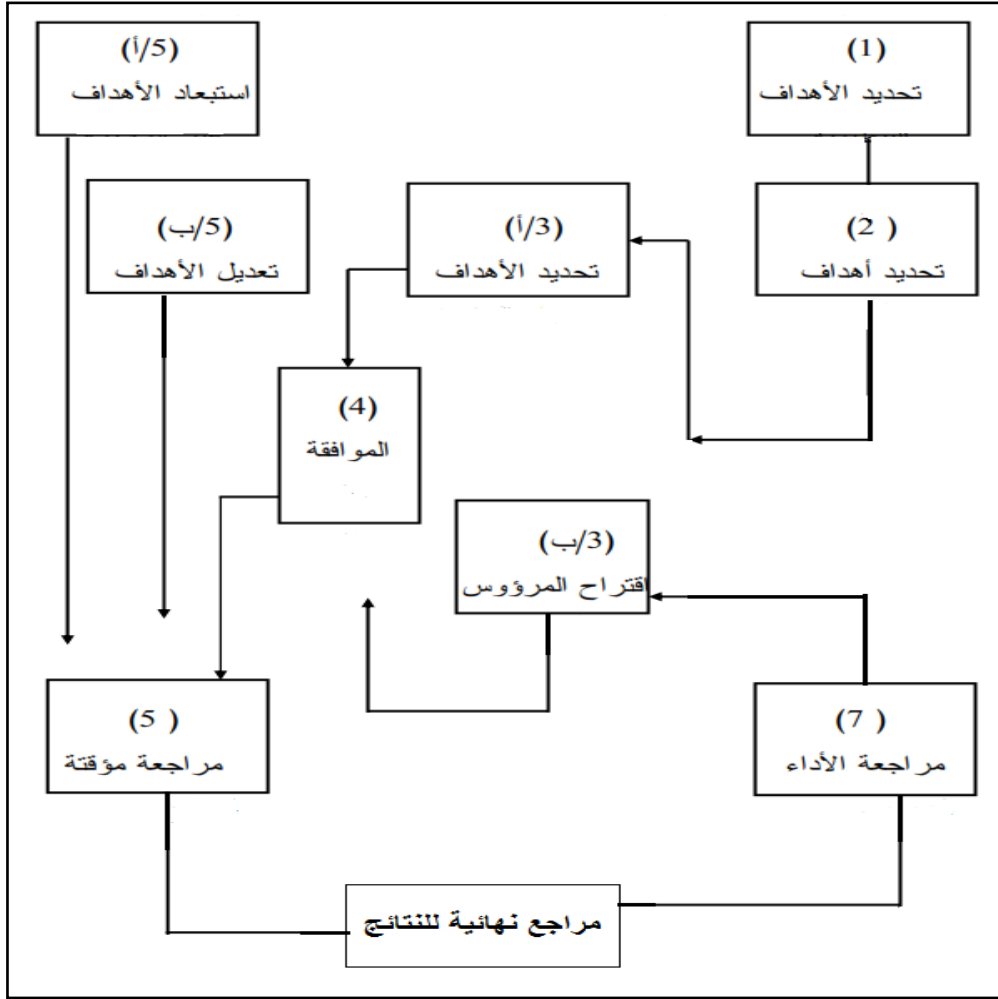 (1)
تحديد الأهداف
(5/أ)
استبعاد الأهداف
( 2)
تحديد أهداف
(3/أ)
تحديد الأهداف
(5/ب)
تعديل الأهداف
(4)
الموافقة
(3/ب)
اقتراح المرؤوس
( 7)
مراجعة الأداء
( 5)
مراجعة مؤقتة
مراجع نهائية للنتائج